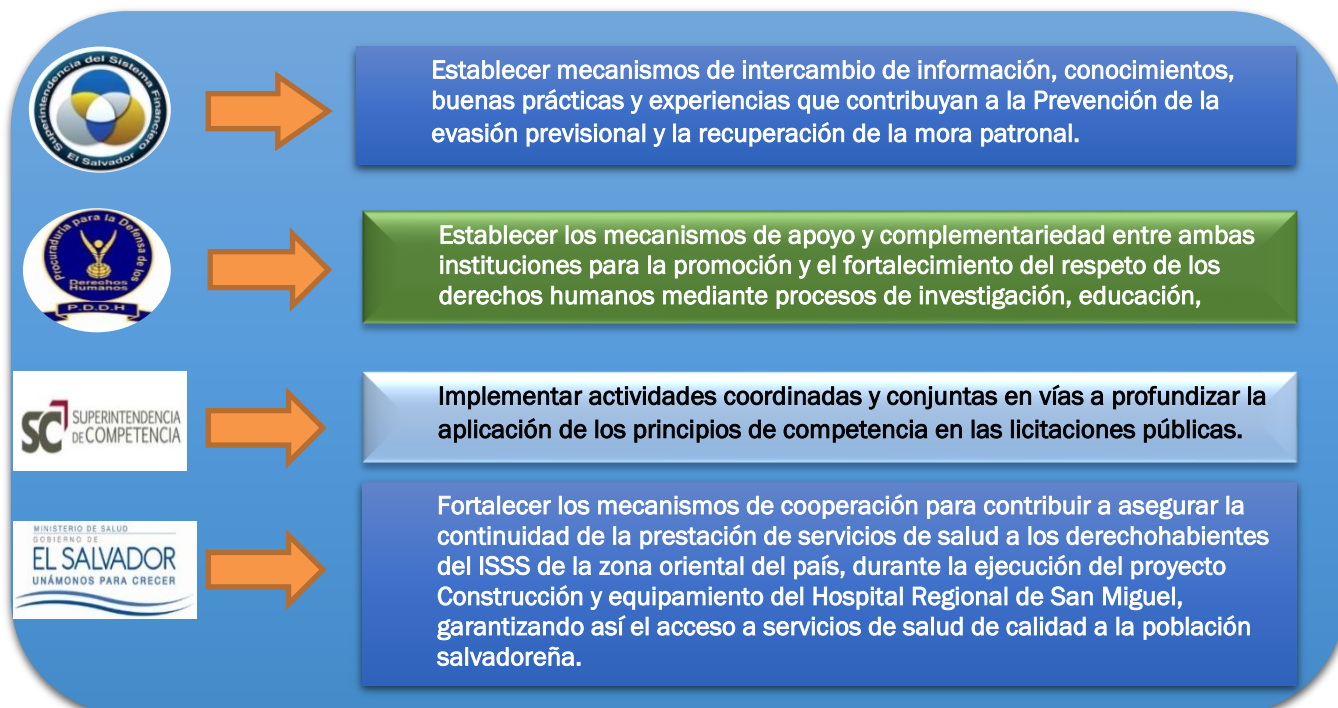 Superintendencia del Sistema Financiero
El Salvador
Establecer mecanismos de intercambio de información, conocimientos,
buenas prácticas y experiencias que contribuyan a la Prevención de la
evasión previsional y la recuperación de la mora patronal.
Procuraduría para la Defensa de los
Derechos
Humanos
P.D.D.H
Establecer los mecanismos de apoyo y complementariedad entre ambas
instituciones para la promoción y el fortalecimiento del respeto de los
derechos humanos mediante procesos de investigación, educación,
SC SUPERINTENDENCIA
DE COMPETENCIA
Implementar actividades coordinadas y conjuntas en vías a profundizar la
aplicación de los principios de competencia en las licitaciones públicas.
MINISTERIO DE SALUD
GOBIERNO DE
EL SALVADOR
UNÁMONOS PARA CRECER
Fortalecer los mecanismos de cooperación para contribuir a asegurar la
continuidad de la prestación de servicios de salud a los derechohabientes
del ISSS de la zona oriental del país, durante la ejecución del proyecto
Construcción y equipamiento del Hospital Regional de San Miguel,
garantizando así el acceso a servicios de salud de calidad a la población
salvadoreña.